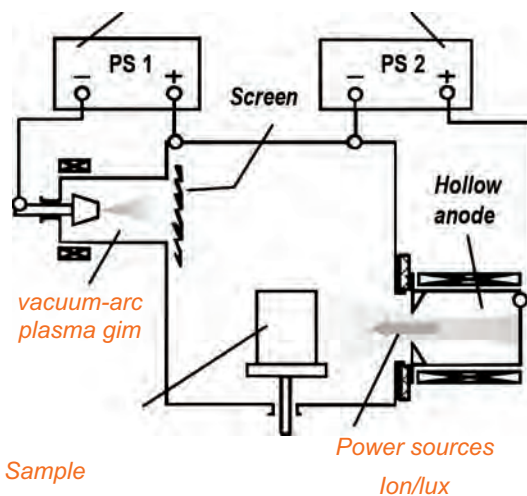 PS 1
PS 2
− +
− +
Screen
Hollow
anode
vacuum-arc
plasma gim
Sample
Power sources
Ion/lux